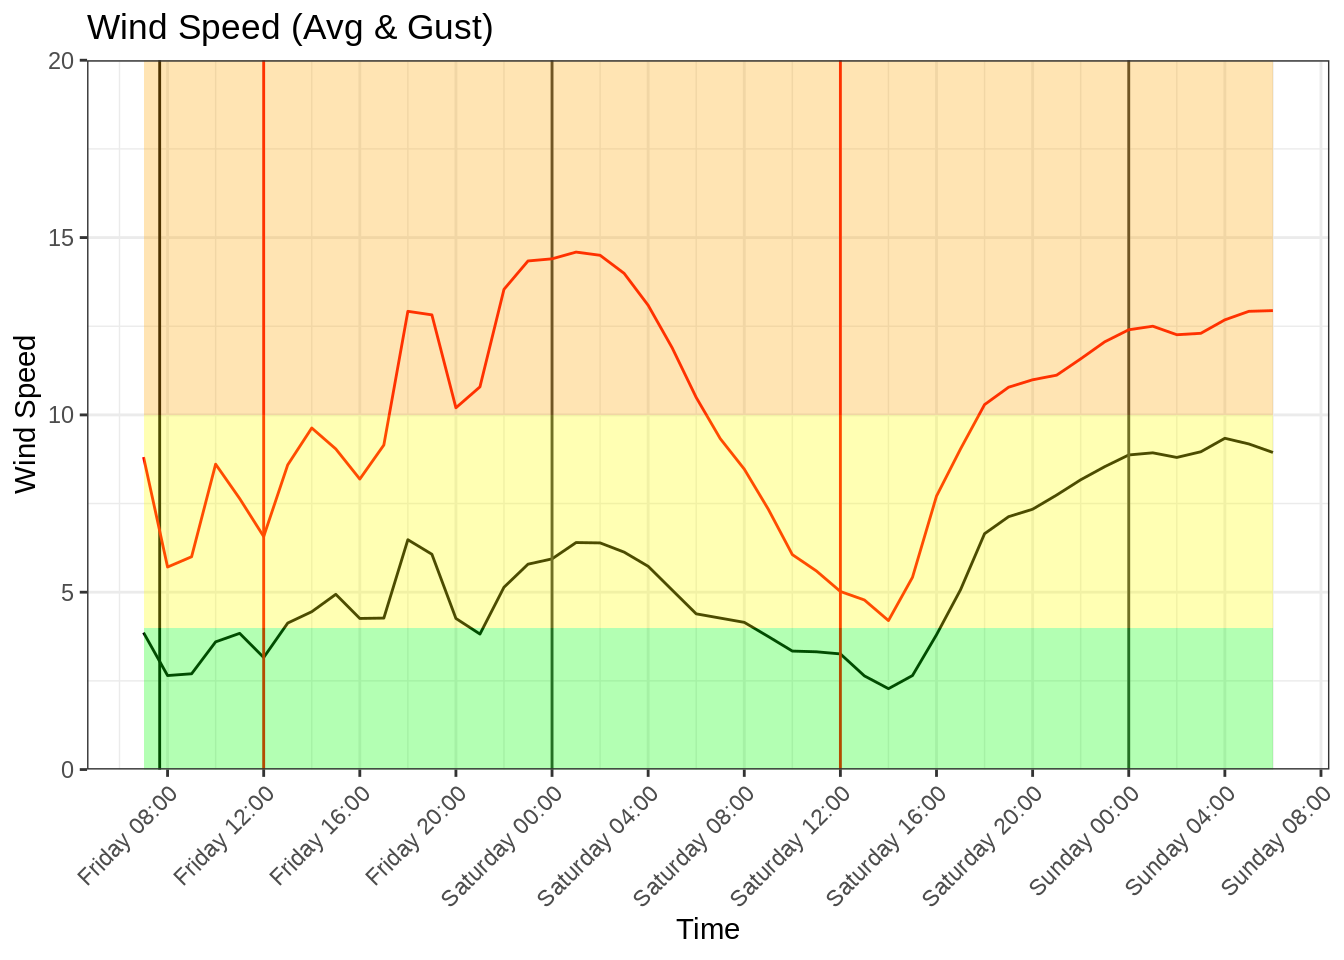 Wind Speed (Avg & Gust)
20
15
10
5
0
Wind Speed
Friday 08:00
Friday 12:00
Friday 16:00
Friday 20:00
Saturday 00:00
Saturday 04:00
Saturday 08:00
Saturday 12:00
Saturday 16:00
Saturday 20:00
Sunday 00:00
Sunday 04:00
Sunday 08:00
Time